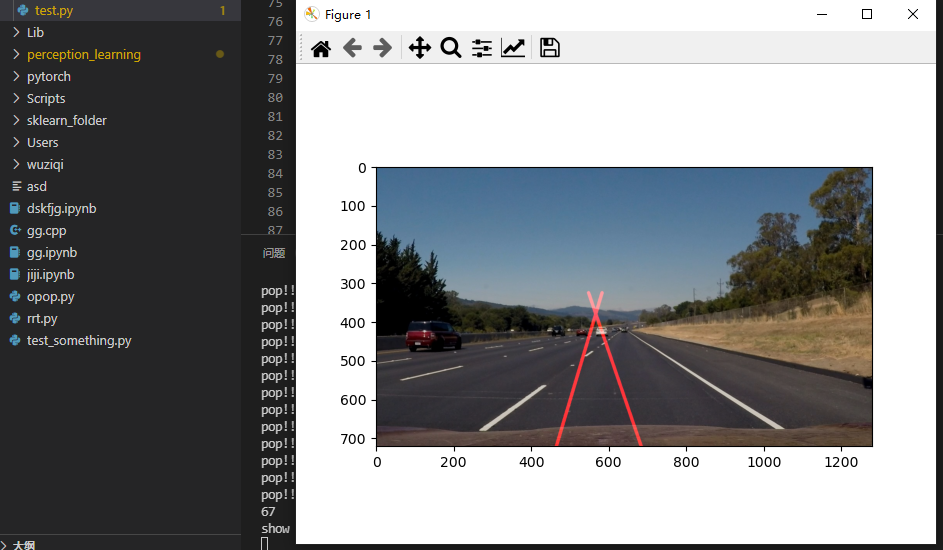 test.py 1
Lib
perception_learning
pytorch
Scripts
sklearn_folder
Users
wuziqi
asd
dskfjg.ipynb
gg.cpp
gg.ipynb
jiji.ipynb
opop.py
rrt.py
test_something.py
大纲
75
76
77
78
79
80
81
82
83
84
85
86
87
问题
pop!!
pop!!
pop!!
pop!!
pop!!
pop!!
pop!!
pop!!
pop!!
pop!!
pop!!
pop!!
pop!!
67
show
Figure 1
0
100
200
300
400
500
600
700
0 200 400 600 800 1000 1200